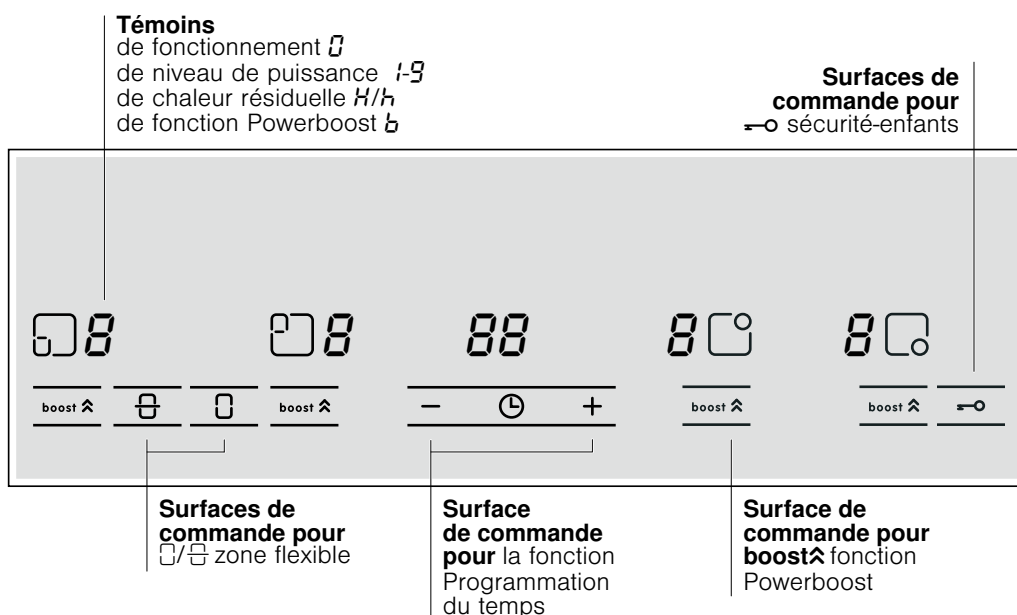 Témoins
de fonctionnement 0
de niveau de puissance 1-9
de chaleur résiduelle H/h
de fonction Powerboost b
Surfaces de
commande pour
sécurité-enfants
8 8 88 8 8
boost boost − + boost boost
Surfaces de
commande pour
/ zone flexible
Surface
de commande
pour la fonction
Programmation
du temps
Surface de
commande pour
boost fonction
Powerboost